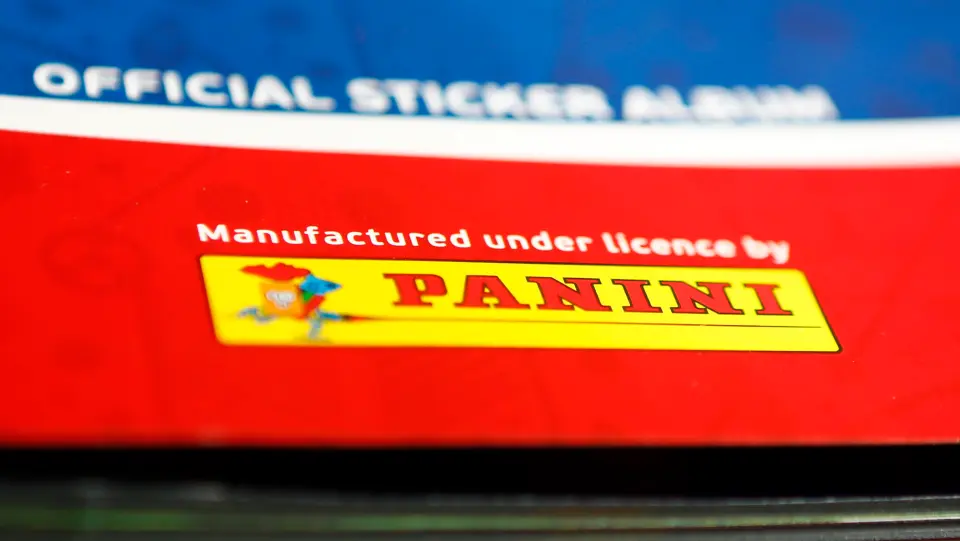 OFFICIAL STICKER ALBUM
Manufactured under licence by
PANINI